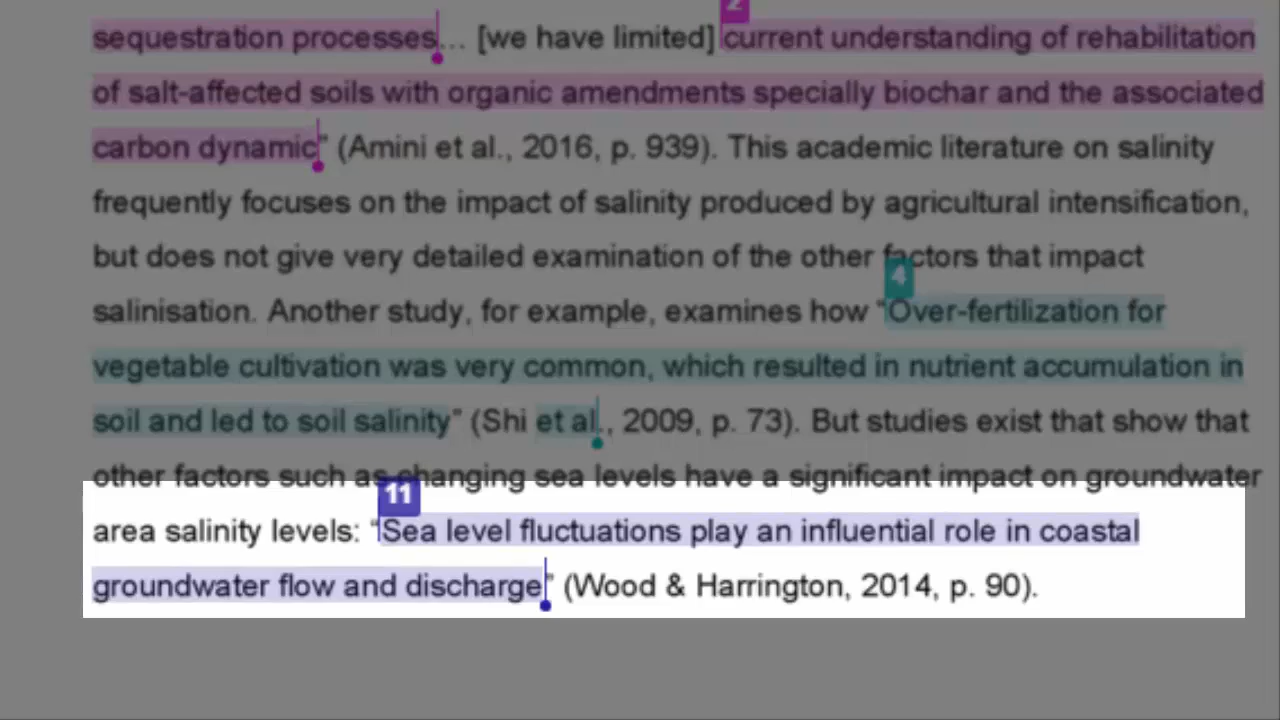 2
sequestration processes... [we have limited] current understanding of rehabilitation
of salt-affected soils with organic amendments specially biochar and the associated
carbon dynamic" (Amini et al., 2016, p. 939). This academic literature on salinity
frequently focuses on the impact of salinity produced by agricultural intensification,
but does not give very detailed examination of the other factors that impact
4
salinisation. Another study, for example, examines how "Over-fertilization for
vegetable cultivation was very common, which resulted in nutrient accumulation in
soil and led to soil salinity" (Shi et al., 2009, p. 73). But studies exist that show that
other factors such as changing sea levels have a significant impact on groundwater
11
area salinity levels: "Sea level fluctuations play an influential role in coastal
groundwater flow and discharge" (Wood & Harrington, 2014, p. 90).